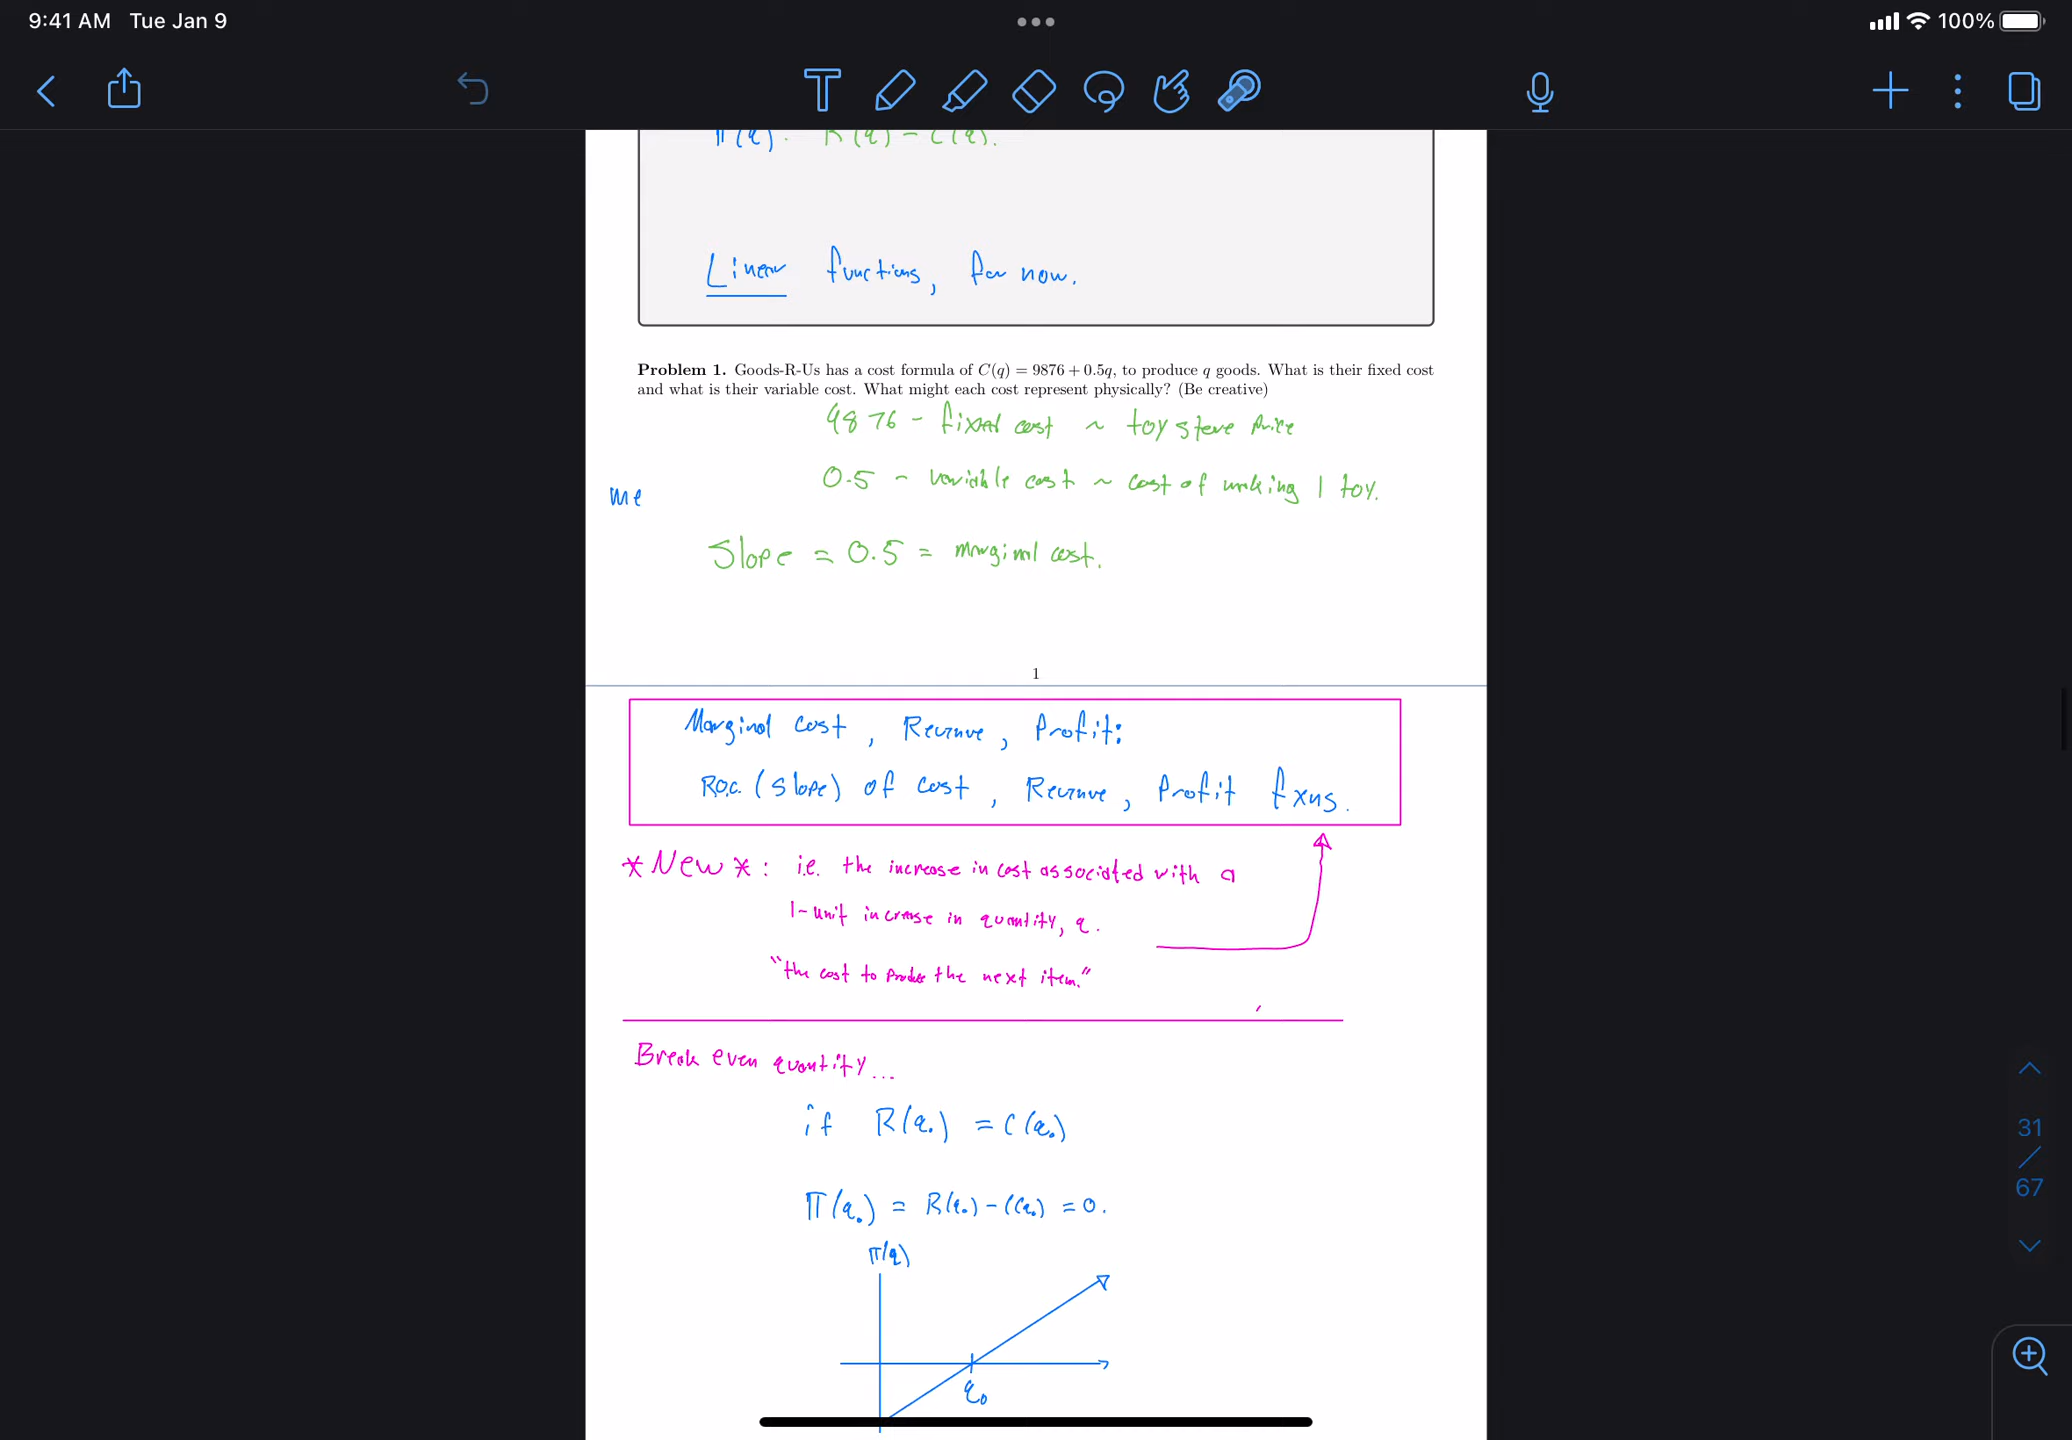 9:41 AM Tue Jan 9
100%
π(q). R(q) - C(q).
Linear functions, for now.
Problem 1. Goods-R-Us has a cost formula of C(q) = 9876 + 0.5q, to produce q goods. What is their fixed cost
and what is their variable cost. What might each cost represent physically? (Be creative)
9876 - fixed cost ~ toy store price
0.5 - variable cost ~ cost of making 1 toy.
me
Slope = 0.5 = marginal cost.
1
Marginal cost, Revenue, Profit:
R.O.C. (slope) of cost, Revenue, Profit fxns.
*New*: i.e. the increase in cost associated with a
1-unit increase in quantity, q.
"the cost to produce the next item."
Break even quantity...
if R(q₀) = C(q₀)
π(q₀) = R(q₀) - C(q₀) = 0.
π(q)
q₀
31
/
67